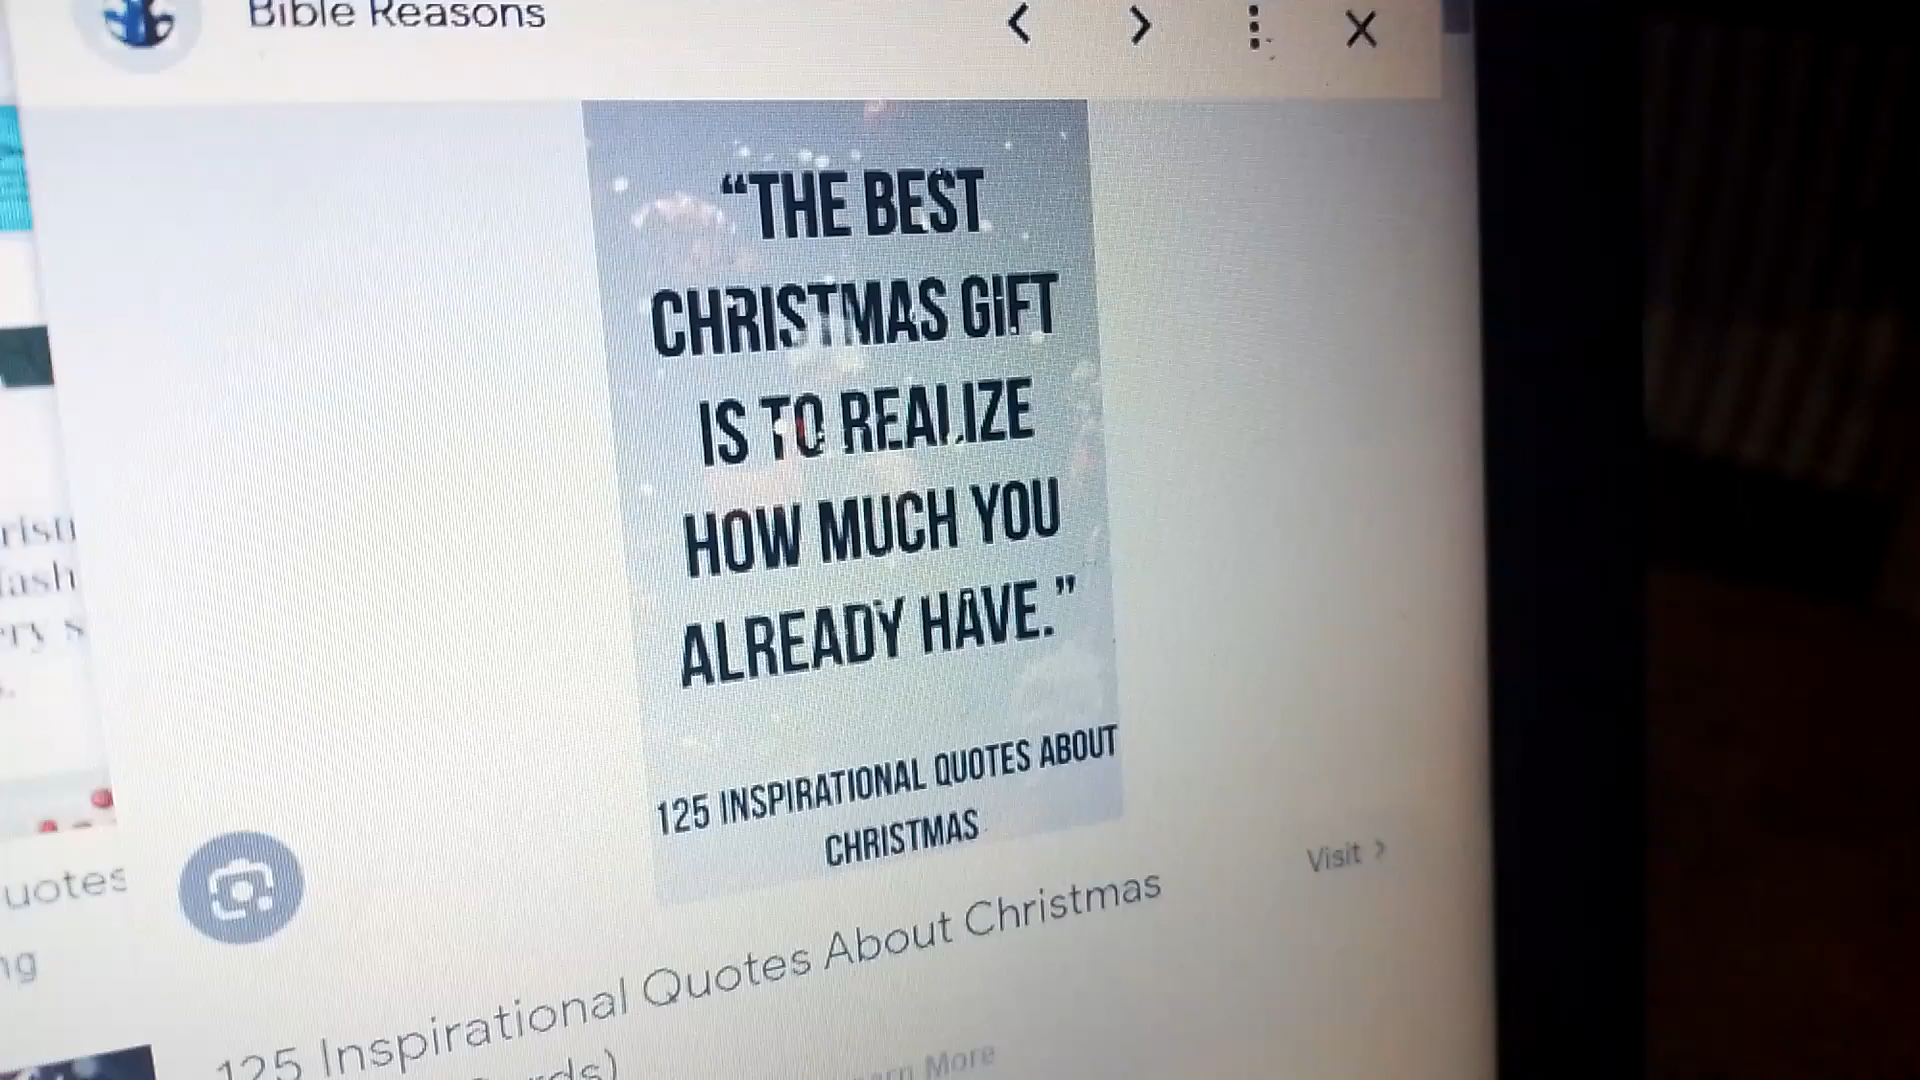 Bible Reasons
“THE BEST
CHRISTMAS GIFT
IS TO REALIZE
HOW MUCH YOU
ALREADY HAVE.”
125 INSPIRATIONAL QUOTES ABOUT
CHRISTMAS
Visit >
125 Inspirational Quotes About Christmas
More